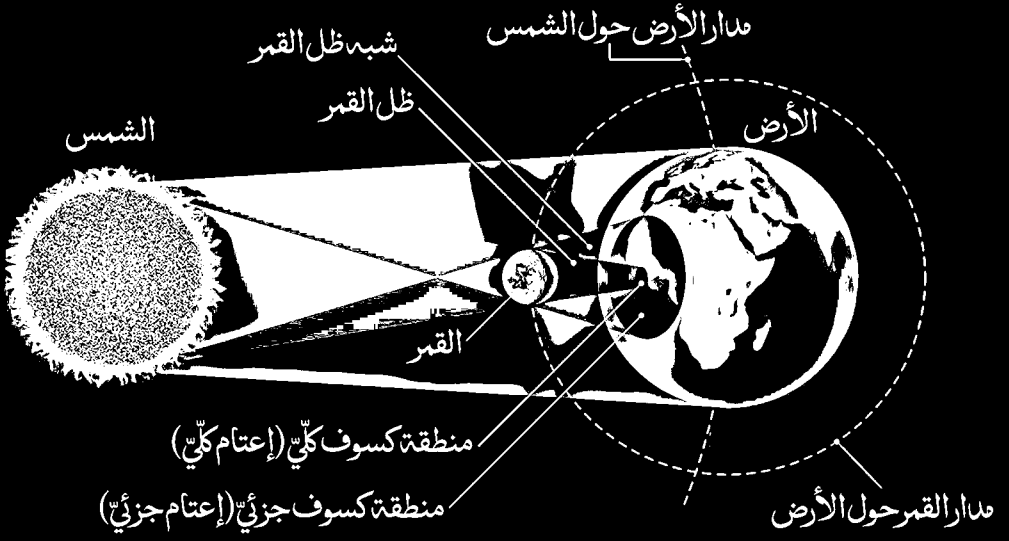 مدار الأرض حول الشمس
شبه ظل القمر
ظل القمر
الأرض
الشمس
القمر
منطقة كسوف كلّيّ (إعتام كلّيّ)
منطقة كسوف جزئيّ (إعتام جزئيّ)
مدار القمر حول الأرض